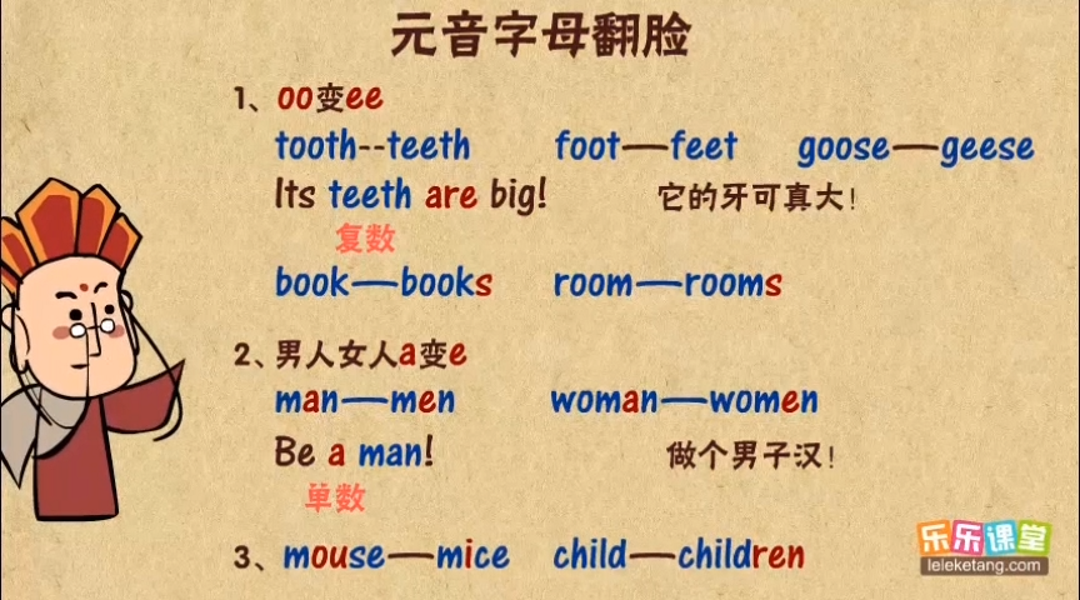 元音字母翻脸
1、oo变ee
tooth--teeth foot—feet goose—geese
Its teeth are big! 它的牙可真大！
复数
book—books room—rooms
2、男人女人a变e
man—men woman—women
Be a man! 做个男子汉！
单数
3、mouse—mice child—children
乐乐课堂
leleketang.com